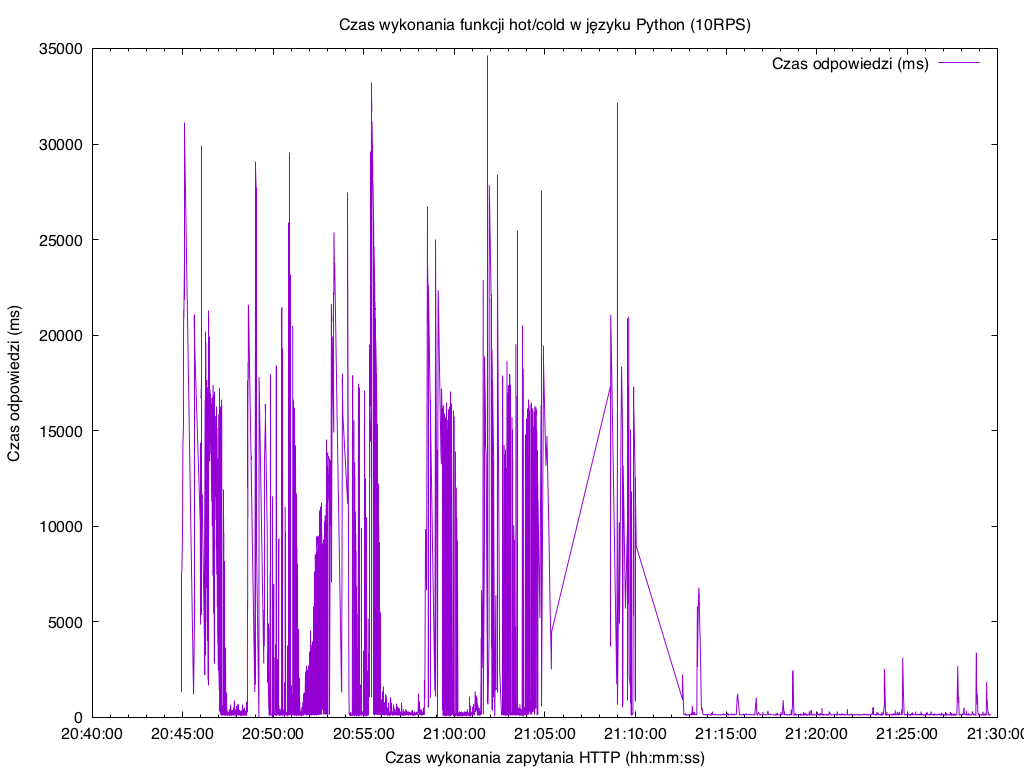 Czas wykonania funkcji hot/cold w języku Python (10RPS)
Czas odpowiedzi (ms)
35000
30000
25000
20000
15000
10000
5000
0
Czas odpowiedzi (ms)
20:40:00 20:45:00 20:50:00 20:55:00 21:00:00 21:05:00 21:10:00 21:15:00 21:20:00 21:25:00 21:30:00
Czas wykonania zapytania HTTP (hh:mm:ss)